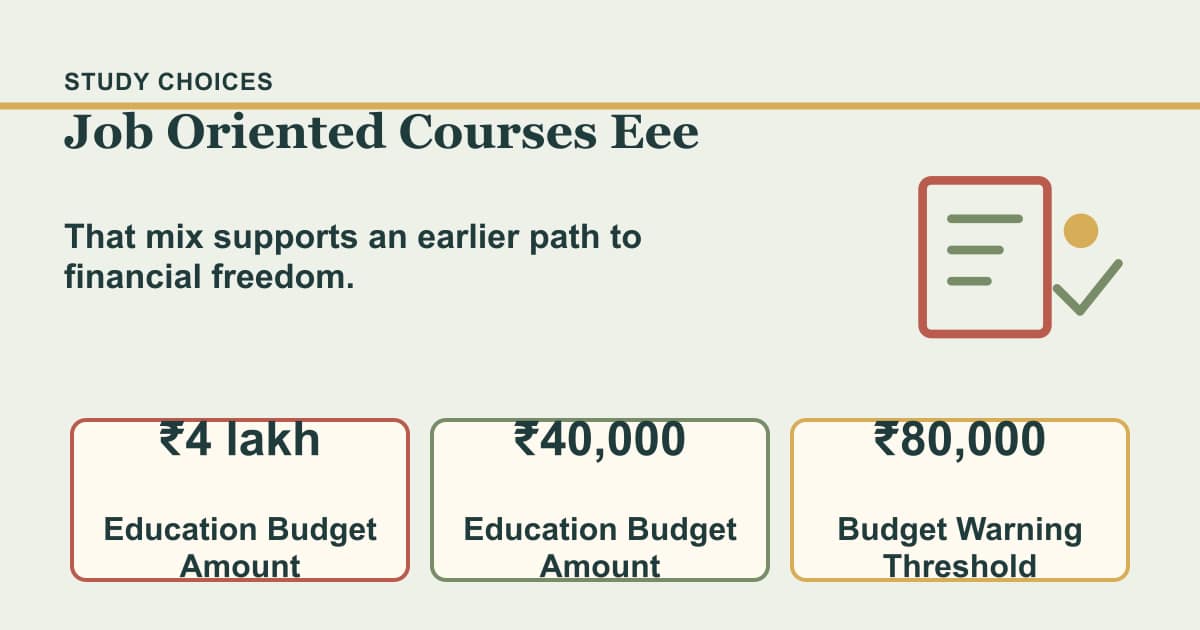 STUDY CHOICES
Job Oriented Courses Eee
That mix supports an earlier path to
financial freedom.
₹4 lakh
Education Budget
Amount
₹40,000
Education Budget
Amount
₹80,000
Budget Warning
Threshold